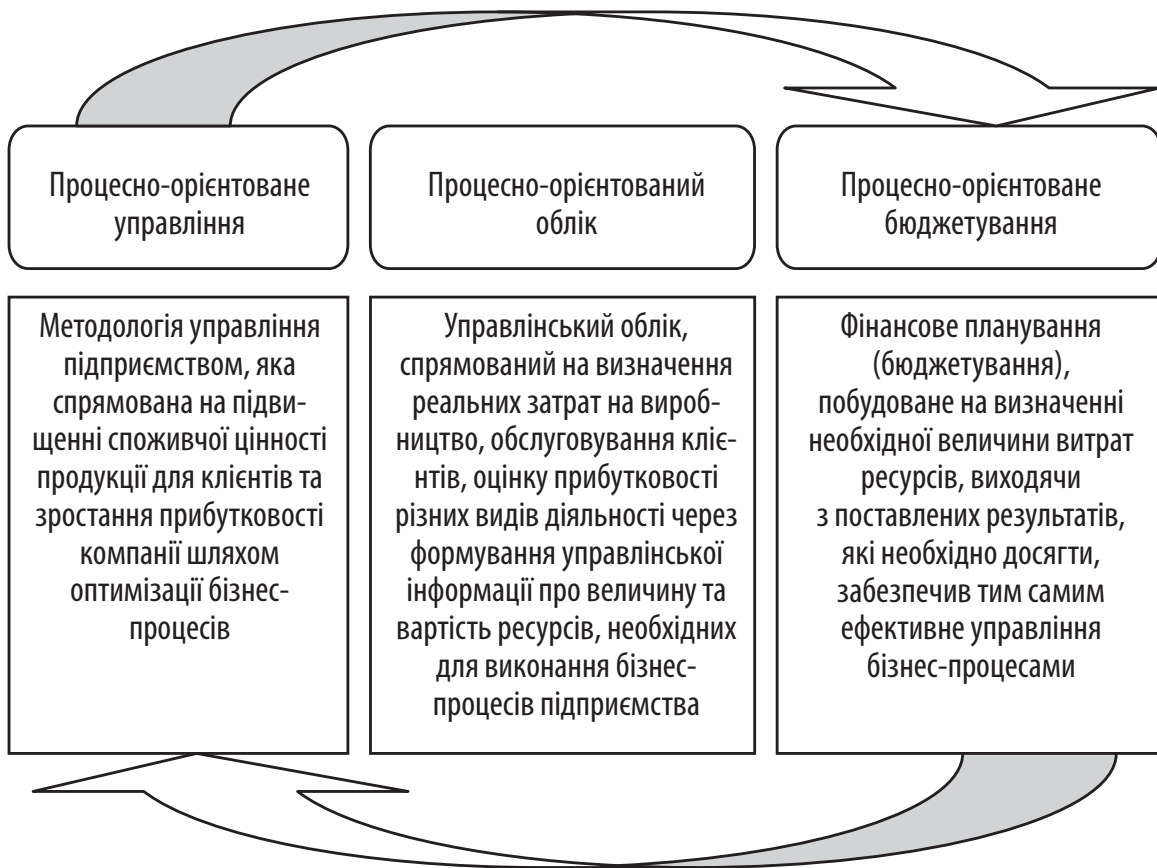 Процесно-орієнтоване
управління
Процесно-орієнтований
облік
Процесно-орієнтоване
бюджетування
Методологія управління
підприємством, яка
спрямована на підви-
щенні споживчої цінності
продукції для клієнтів та
зростання прибутковості
компанії шляхом
оптимізації бізнес-
процесів
Управлінський облік,
спрямований на визначення
реальних затрат на вироб-
ництво, обслуговування клієн-
тів, оцінку прибутковості
різних видів діяльності через
формування управлінської
інформації про величину та
вартість ресурсів, необхідних
для виконання бізнес-
процесів підприємства
Фінансове планування
(бюджетування),
побудоване на визначенні
необхідної величини витрат
ресурсів, виходячи
з поставлених результатів,
які необхідно досягти,
забезпечив тим самим
ефективне управління
бізнес-процесами